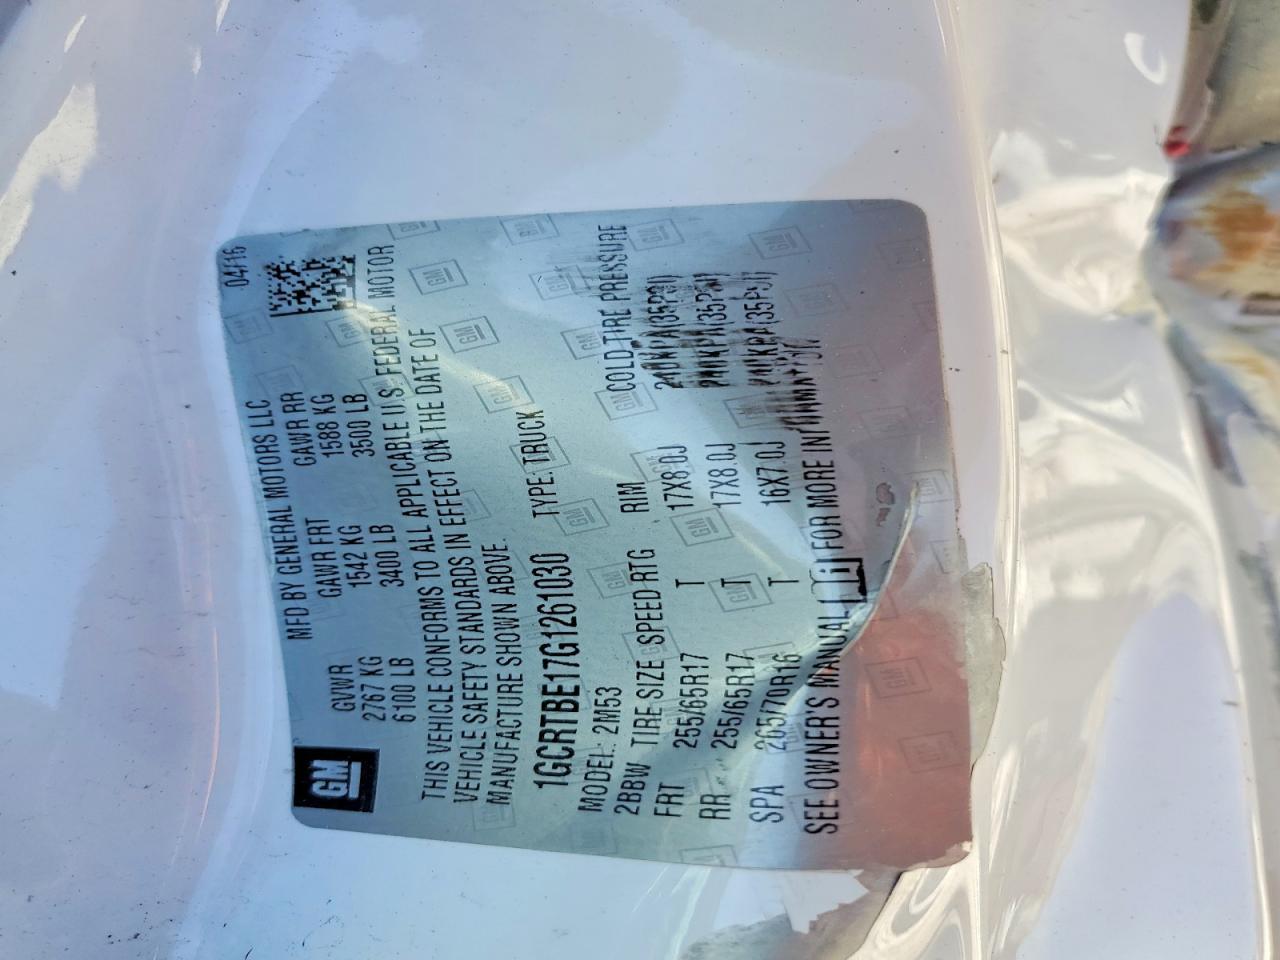 GM
04/16
MFD BY GENERAL MOTORS LLC
GVWR GAWR FRT GAWR RR
2767 KG 1542 KG 1588 KG
6100 LB 3400 LB 3500 LB
THIS VEHICLE CONFORMS TO ALL APPLICABLE U.S. FEDERAL MOTOR
VEHICLE SAFETY STANDARDS IN EFFECT ON THE DATE OF
MANUFACTURE SHOWN ABOVE.
1GCRTBE17G1261030 TYPE: TRUCK
MODEL: 2M53
2BBW TIRE SIZE SPEED RTG RIM COLD TIRE PRESSURE
FRT 255/65R17 T 17X8.0J
RR 255/65R17 T 17X8.0J
SPA 265/70R16 T 16X7.0J
SEE OWNER'S MANUAL FOR MORE